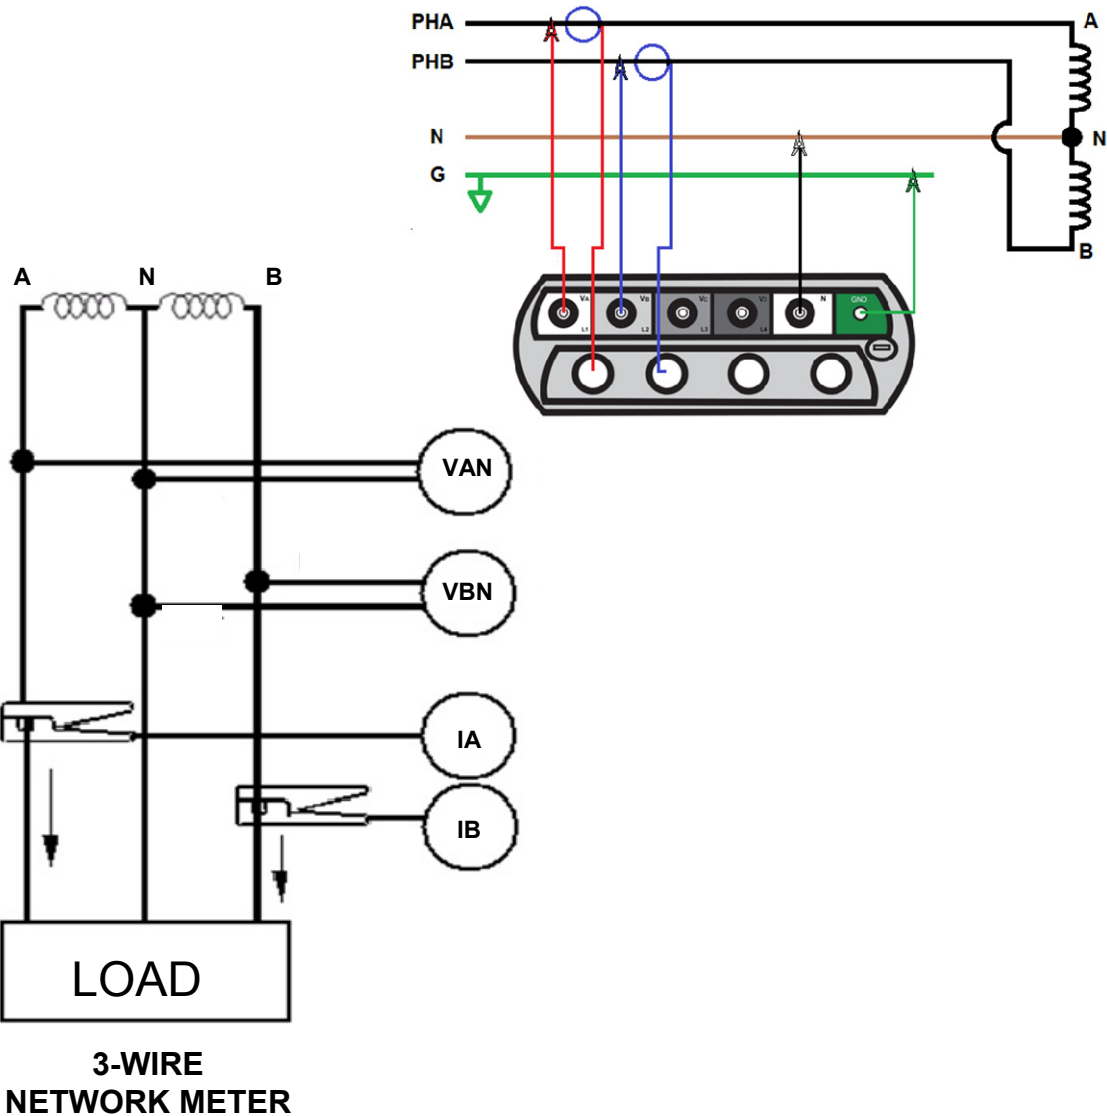 PHA
A
PHB
N
N
G
B
A N B
VA VB VC VD N GND
L1 L2 L3 L4
VAN
VBN
IA
IB
LOAD
3-WIRE
NETWORK METER